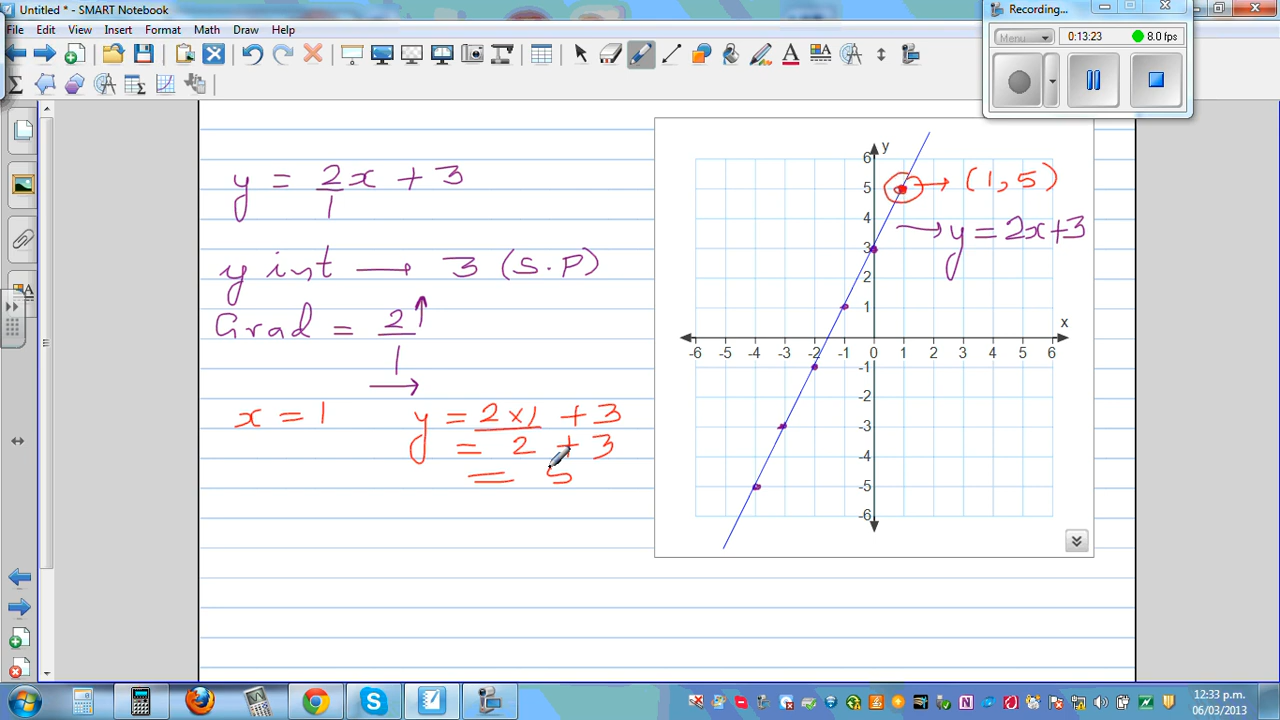 Untitled * - SMART Notebook
Recording...
File Edit View Insert Format Math Draw Help
Menu 0:13:23 8.0 fps
y = 2/1 x + 3
y int → 3 (S.P)
Grad = 2↑/1
→
x = 1 y = 2×1 + 3
= 2 + 3
= 5
y
6
5
4
3
2
1
→ (1,5)
→ y = 2x+3
x
-6 -5 -4 -3 -2 -1 0 1 2 3 4 5 6
-1
-2
-3
-4
-5
-6
12:33 p.m.
06/03/2013